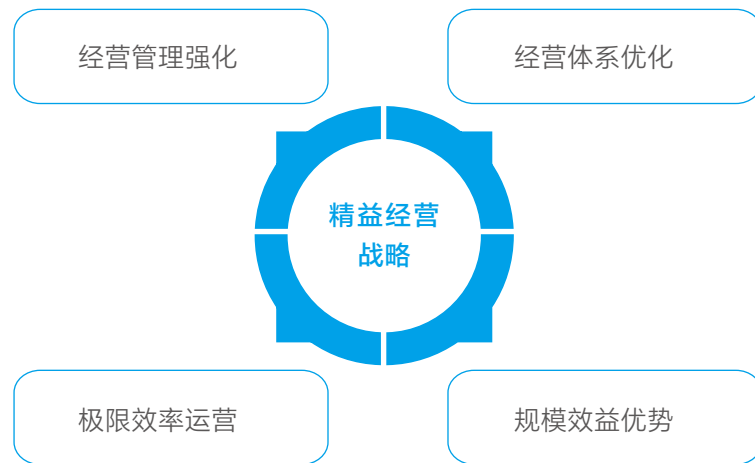 经营管理强化
经营体系优化
精益经营
战略
极限效率运营
规模效益优势